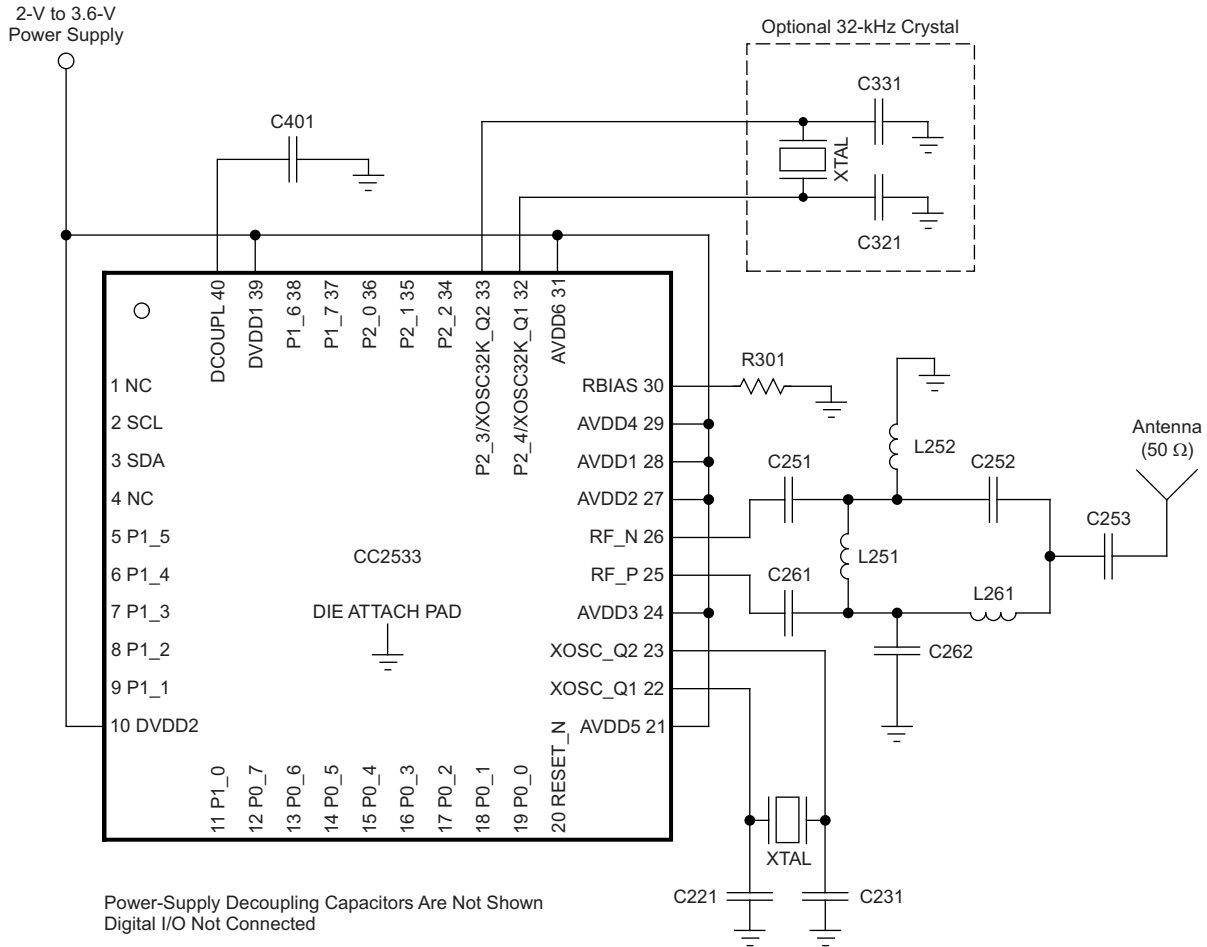 2-V to 3.6-V
Power Supply
Optional 32-kHz Crystal
C331
C401
XTAL
C321
DCOUPL 40
DVDD1 39
P1_6 38
P1_7 37
P2_0 36
P2_1 35
P2_2 34
P2_3/XOSC32K_Q2 33
P2_4/XOSC32K_Q1 32
AVDD6 31
1 NC
2 SCL
3 SDA
4 NC
5 P1_5
6 P1_4
7 P1_3
8 P1_2
9 P1_1
10 DVDD2
CC2533
DIE ATTACH PAD
RBIAS 30
AVDD4 29
AVDD1 28
AVDD2 27
RF_N 26
RF_P 25
AVDD3 24
XOSC_Q2 23
XOSC_Q1 22
AVDD5 21
11 P1_0
12 P0_7
13 P0_6
14 P0_5
15 P0_4
16 P0_3
17 P0_2
18 P0_1
19 P0_0
20 RESET_N
R301
L252
Antenna
(50 Ω)
C251
C252
C253
L251
C261
L261
C262
XTAL
C221
C231
Power-Supply Decoupling Capacitors Are Not Shown
Digital I/O Not Connected